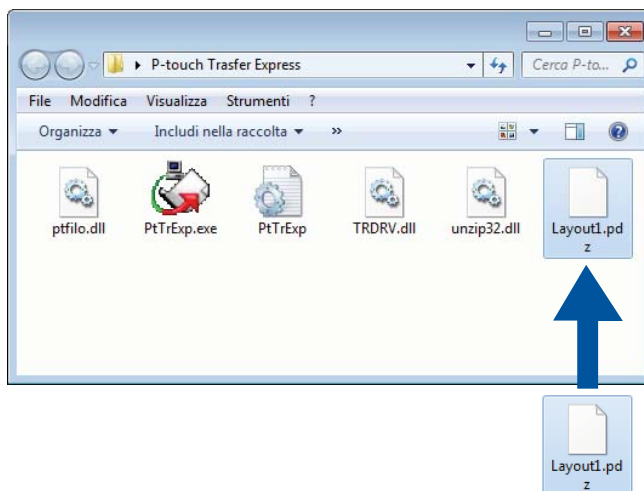 P-touch Trasfer Express
Cerca P-to...
File Modifica Visualizza Strumenti ?
Organizza Includi nella raccolta »
ptfilo.dll
PtTrExp.exe
PtTrExp
TRDRV.dll
unzip32.dll
Layout1.pd
z
Layout1.pd
z